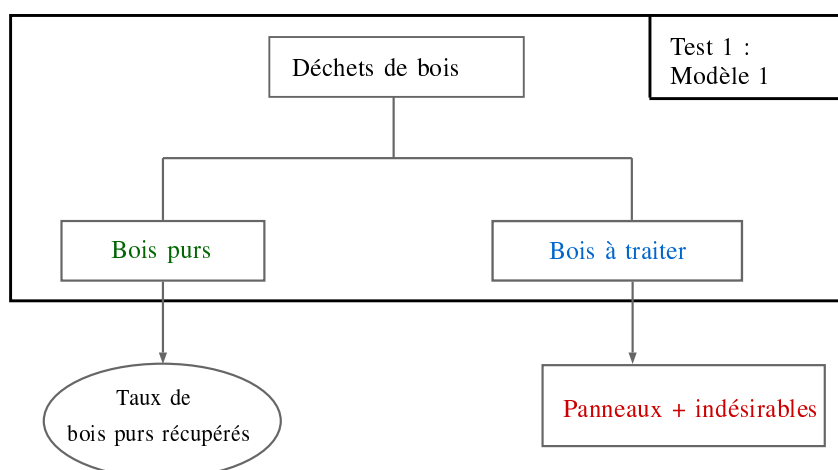 Déchets de bois
Test 1 :
Modèle 1
Bois purs
Bois à traiter
Taux de
bois purs récupérés
Panneaux + indésirables